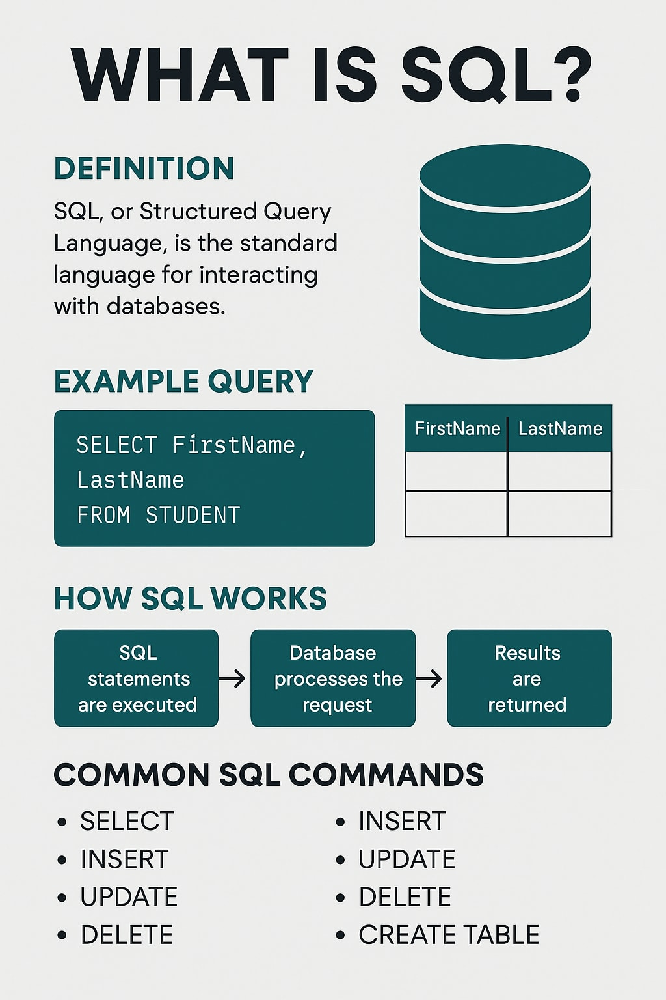 WHAT IS SQL?
DEFINITION
SQL, or Structured Query
Language, is the standard
language for interacting
with databases.
EXAMPLE QUERY
SELECT FirstName,
LastName
FROM STUDENT
FirstName LastName
HOW SQL WORKS
SQL
statements
are executed
Database
processes the
request
Results
are
returned
COMMON SQL COMMANDS
• SELECT
• INSERT
• UPDATE
• DELETE
• INSERT
• UPDATE
• DELETE
• CREATE TABLE